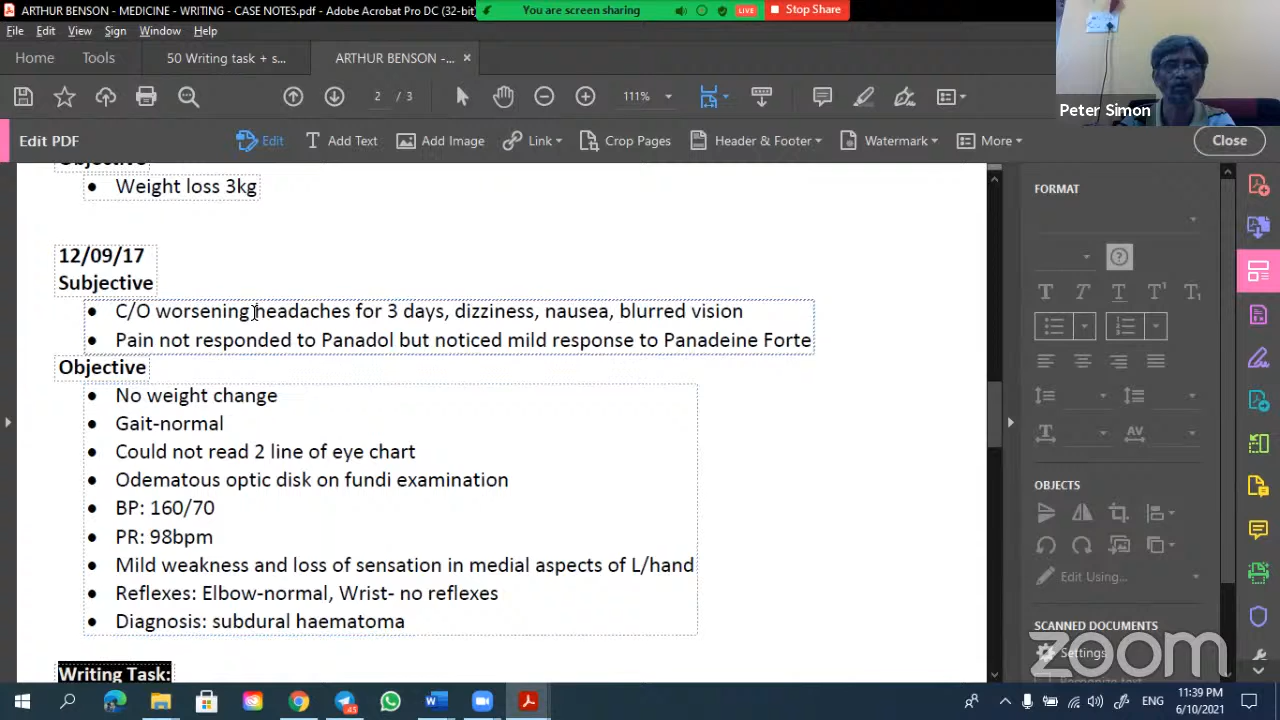 ARTHUR BENSON - MEDICINE - WRITING - CASE NOTES.pdf - Adobe Acrobat Pro DC (32-bit)
You are screen sharing
LIVE
Stop Share
File Edit View Sign Window Help
Home Tools 50 Writing task + s... ARTHUR BENSON -... ×
2 / 3 111%
Peter Simon
Edit PDF Edit Add Text Add Image Link Crop Pages Header & Footer Watermark More Close
Objective
• Weight loss 3kg
12/09/17
Subjective
• C/O worsening headaches for 3 days, dizziness, nausea, blurred vision
• Pain not responded to Panadol but noticed mild response to Panadeine Forte
Objective
• No weight change
• Gait-normal
• Could not read 2 line of eye chart
• Odematous optic disk on fundi examination
• BP: 160/70
• PR: 98bpm
• Mild weakness and loss of sensation in medial aspects of L/hand
• Reflexes: Elbow-normal, Wrist- no reflexes
• Diagnosis: subdural haematoma
Writing Task:
FORMAT
OBJECTS
Edit Using...
SCANNED DOCUMENTS
Settings
zoom
ENG
11:39 PM
6/10/2021